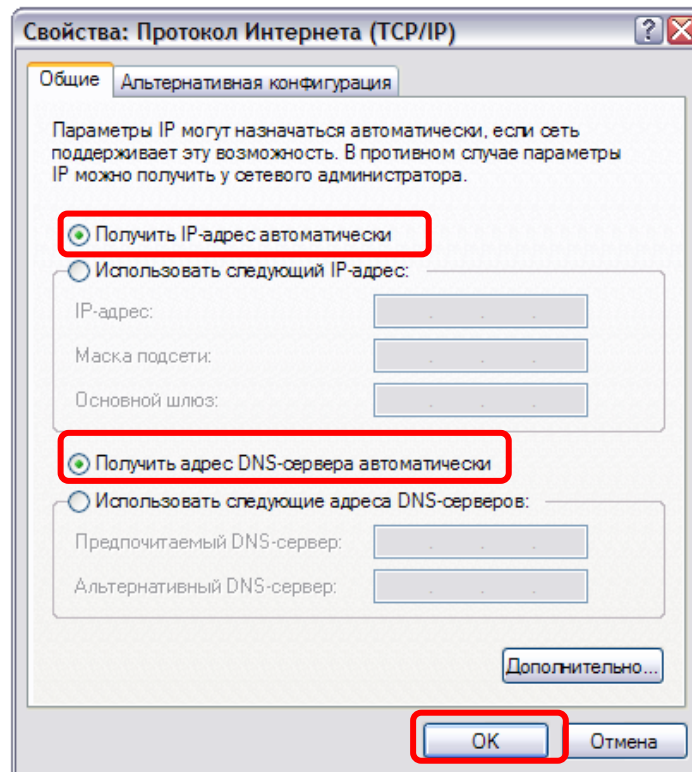 Свойства: Протокол Интернета (TCP/IP)
Общие
Альтернативная конфигурация
Параметры IP могут назначаться автоматически, если сеть
поддерживает эту возможность. В противном случае параметры
IP можно получить у сетевого администратора.
Получить IP-адрес автоматически
Использовать следующий IP-адрес:
IP-адрес:
Маска подсети:
Основной шлюз:
Получить адрес DNS-сервера автоматически
Использовать следующие адреса DNS-серверов:
Предпочитаемый DNS-сервер:
Альтернативный DNS-сервер:
Дополнительно...
OK
Отмена